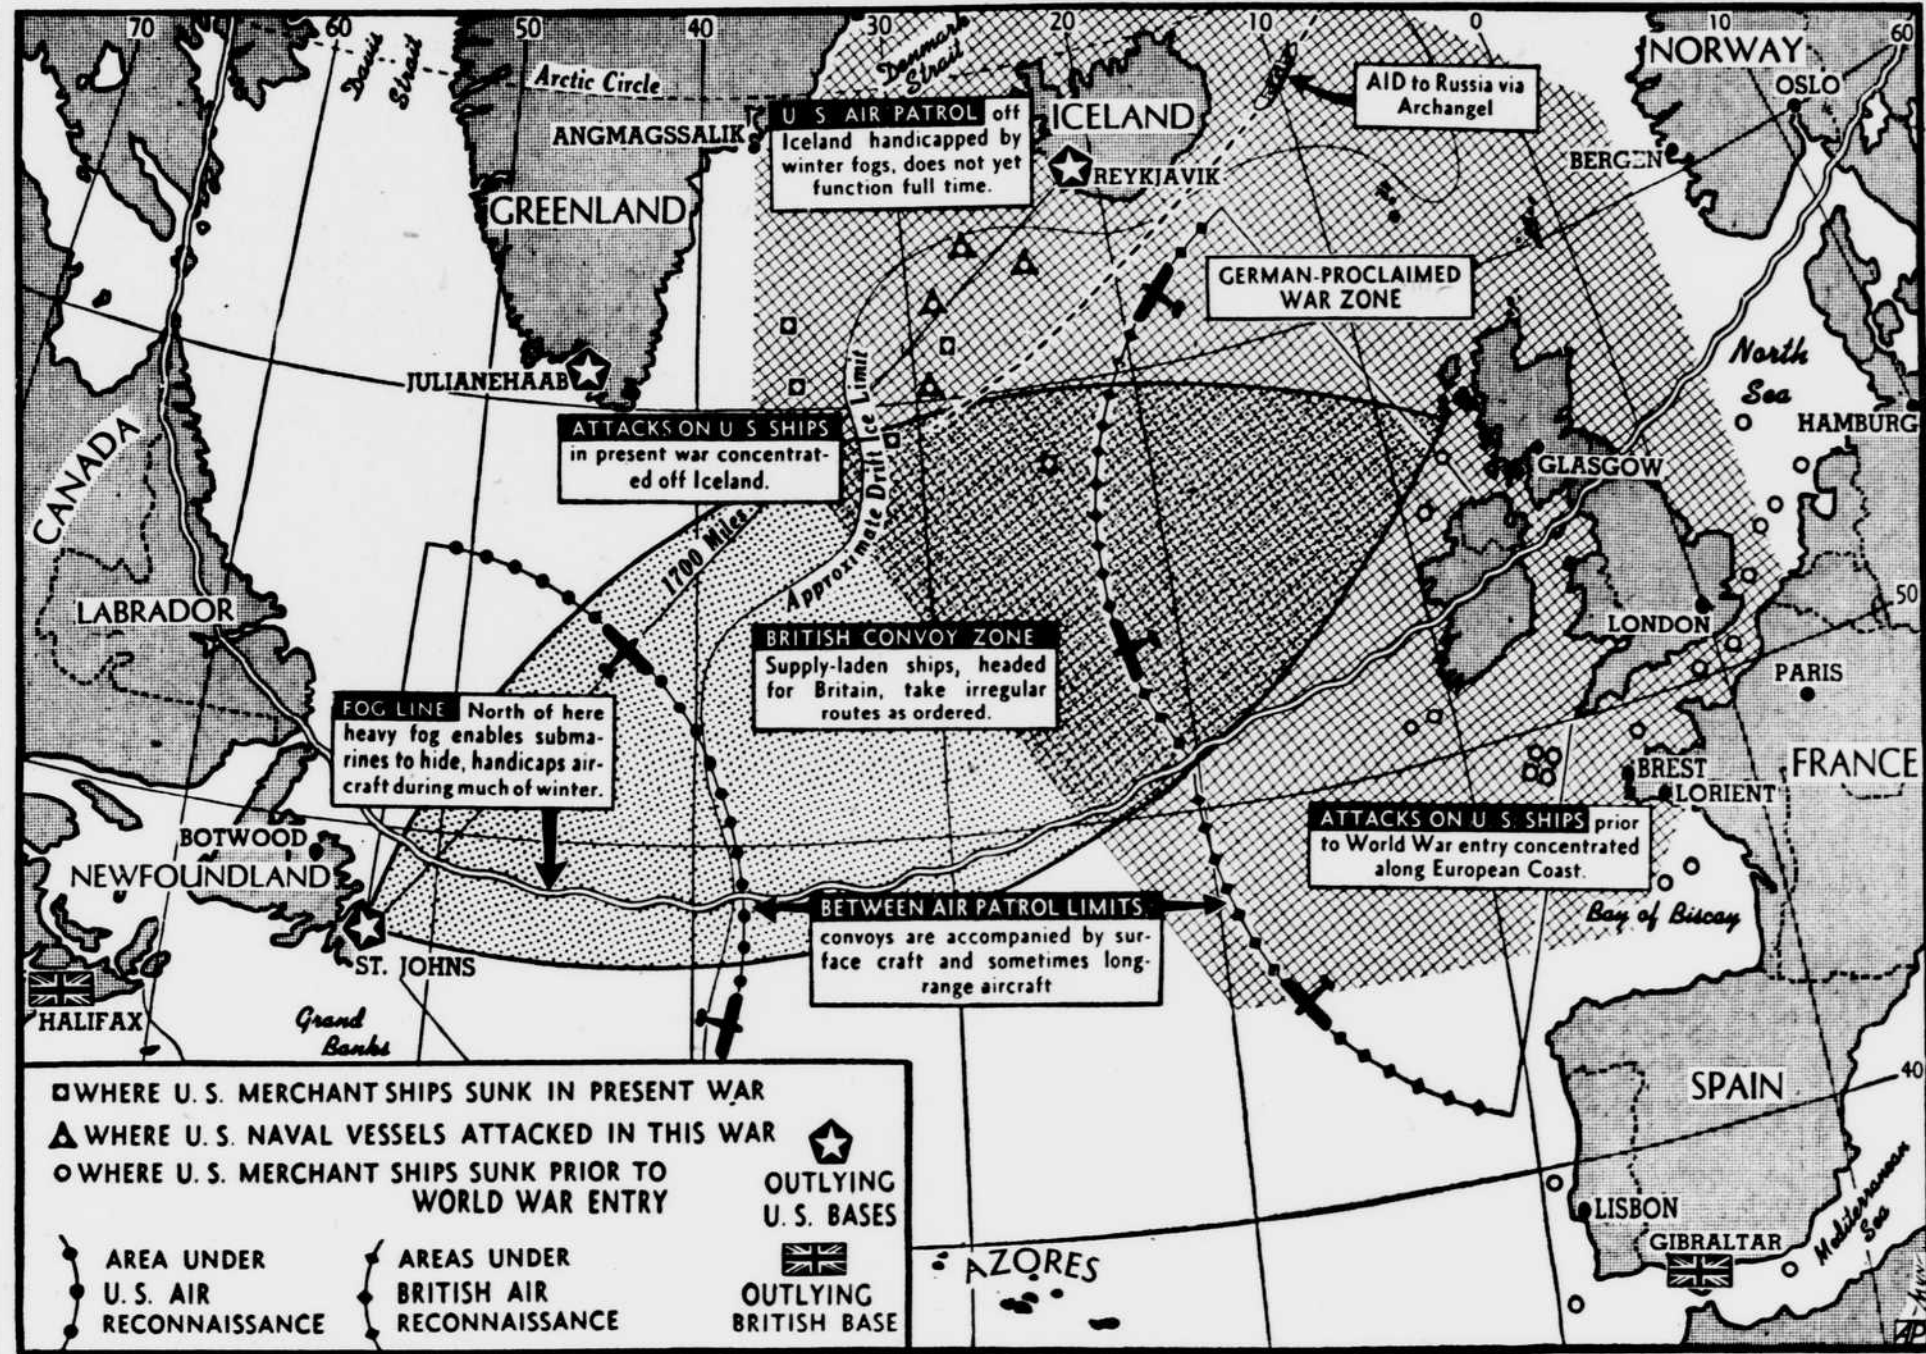 70
60
50
40
30
20
10
0
10
60
Davis
Strait
Denmark
Strait
Arctic Circle
NORWAY
OSLO
AID to Russia via
Archangel
U S AIR PATROL off
Iceland handicapped by
winter fogs, does not yet
function full time.
ICELAND
ANGMAGSSALIK
BERGEN
REYKJAVIK
GREENLAND
GERMAN-PROCLAIMED
WAR ZONE
North
Sea
JULIANEHAAB
HAMBURG
ATTACKS ON U S SHIPS
in present war concentrat-
ed off Iceland.
CANADA
GLASGOW
1700 Miles
Approximate Drift Ice Limit
LABRADOR
50
LONDON
BRITISH CONVOY ZONE
Supply-laden ships, headed
for Britain, take irregular
routes as ordered.
PARIS
FOG LINE North of here
heavy fog enables subma-
rines to hide, handicaps air-
craft during much of winter.
FRANCE
BREST
LORIENT
BOTWOOD
NEWFOUNDLAND
ATTACKS ON U. S. SHIPS prior
to World War entry concentrated
along European Coast.
Bay of Biscay
BETWEEN AIR PATROL LIMITS,
convoys are accompanied by sur-
face craft and sometimes long-
range aircraft
ST. JOHNS
HALIFAX
Grand
Banks
SPAIN
40
WHERE U. S. MERCHANT SHIPS SUNK IN PRESENT WAR
WHERE U. S. NAVAL VESSELS ATTACKED IN THIS WAR
WHERE U. S. MERCHANT SHIPS SUNK PRIOR TO
WORLD WAR ENTRY
OUTLYING
U. S. BASES
AREA UNDER
U. S. AIR
RECONNAISSANCE
AREAS UNDER
BRITISH AIR
RECONNAISSANCE
OUTLYING
BRITISH BASE
AZORES
LISBON
GIBRALTAR
Mediterranean
Sea
AP